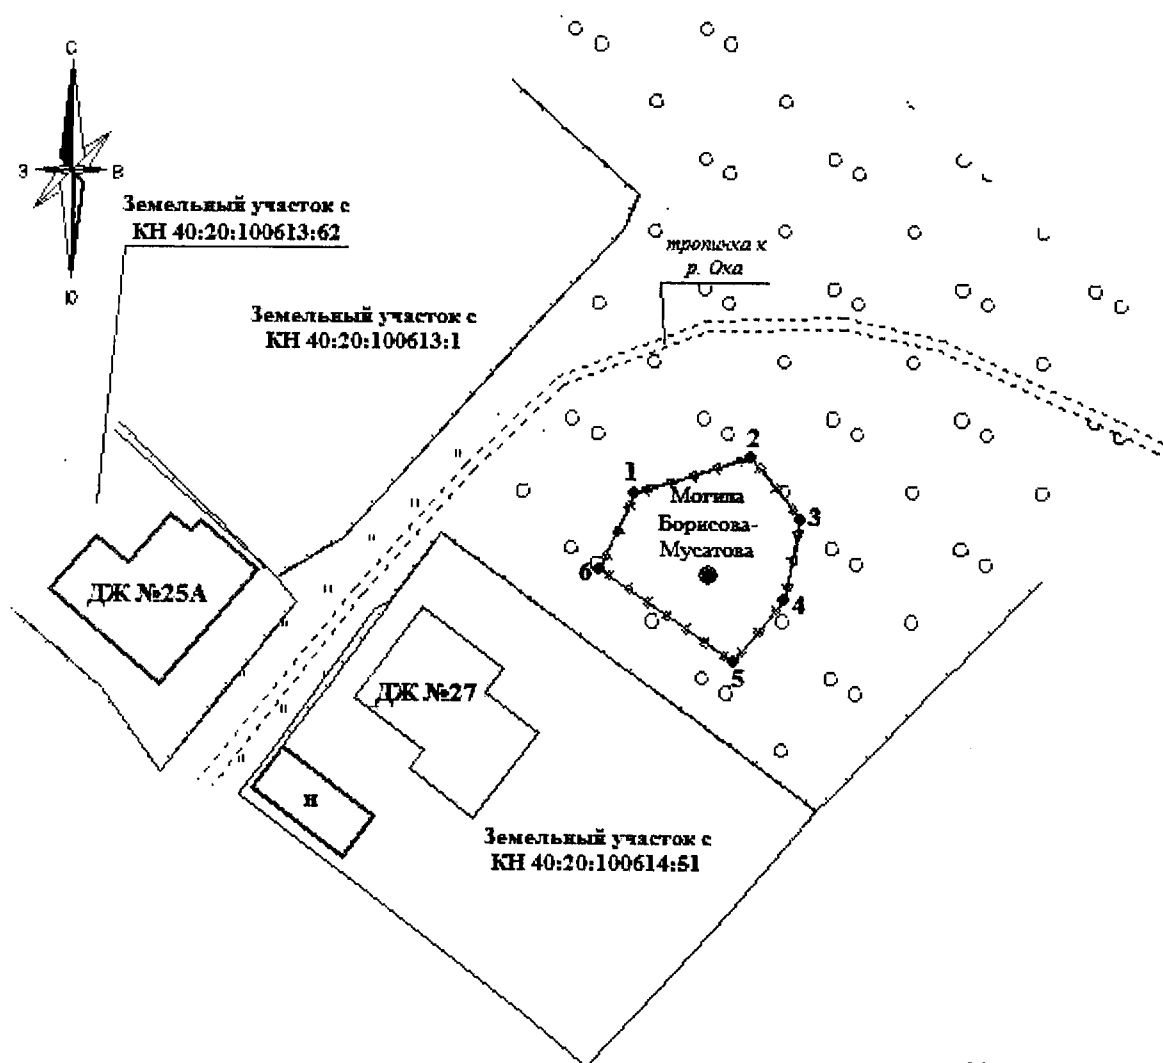 С
З
В
Ю
Земельный участок с
КН 40:20:100613:62
Земельный участок с
КН 40:20:100613:1
тропинка к
р. Ока
1
2
3
4
5
6
Могила
Борисова-
Мусатова
ДЖ №25А
ДЖ №27
н
Земельный участок с
КН 40:20:100614:51